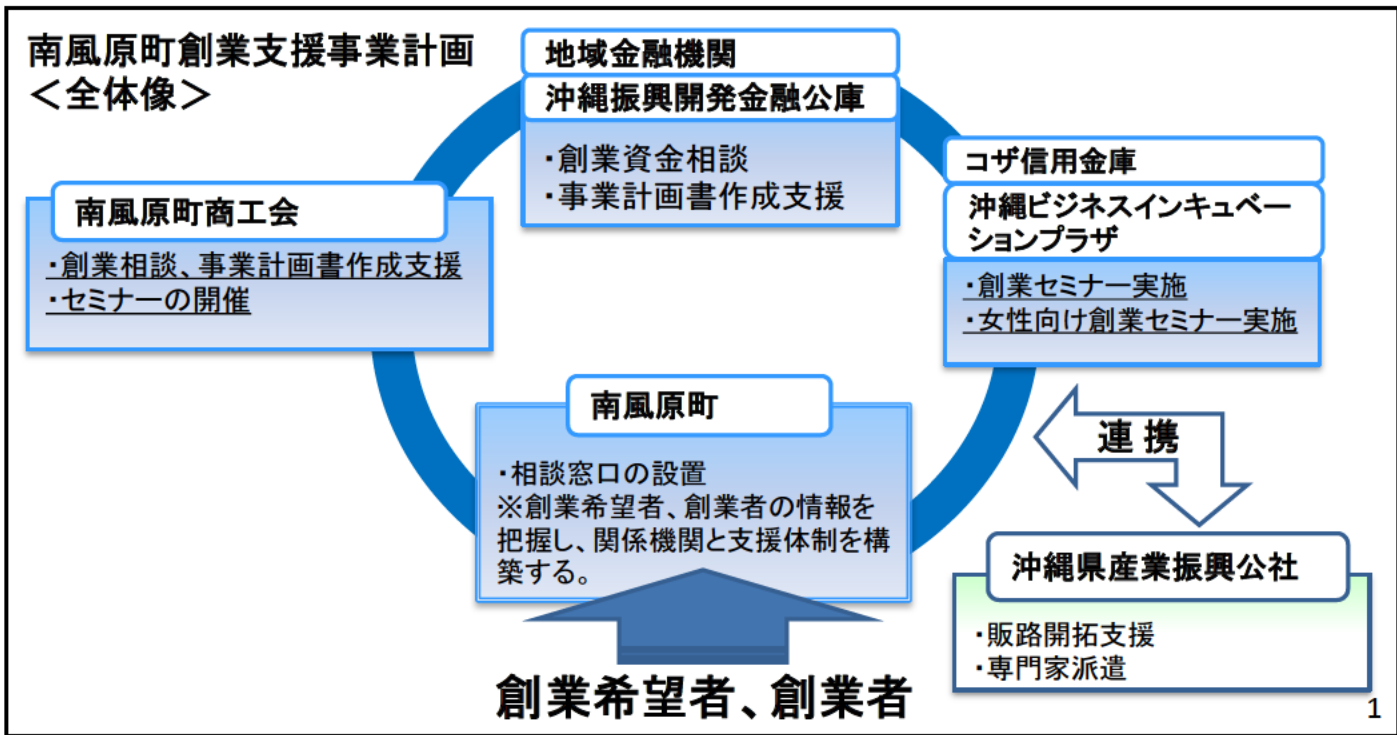 南風原町創業支援事業計画
＜全体像＞
地域金融機関
沖縄振興開発金融公庫
・創業資金相談
・事業計画書作成支援
コザ信用金庫
沖縄ビジネスインキュベー
ションプラザ
・創業セミナー実施
・女性向け創業セミナー実施
南風原町商工会
・創業相談、事業計画書作成支援
・セミナーの開催
南風原町
・相談窓口の設置
※創業希望者、創業者の情報を
把握し、関係機関と支援体制を構
築する。
連携
沖縄県産業振興公社
・販路開拓支援
・専門家派遣
創業希望者、創業者
1